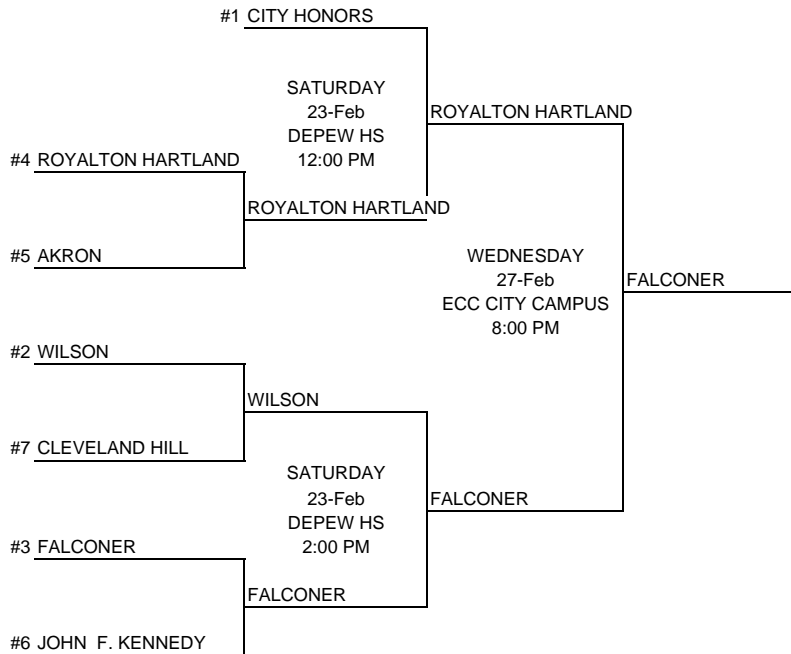 #1 CITY HONORS
SATURDAY
23-Feb
DEPEW HS
12:00 PM
ROYALTON HARTLAND
#4 ROYALTON HARTLAND
ROYALTON HARTLAND
#5 AKRON
WEDNESDAY
27-Feb
ECC CITY CAMPUS
8:00 PM
FALCONER
#2 WILSON
WILSON
#7 CLEVELAND HILL
SATURDAY
23-Feb
DEPEW HS
2:00 PM
FALCONER
#3 FALCONER
FALCONER
#6 JOHN F. KENNEDY